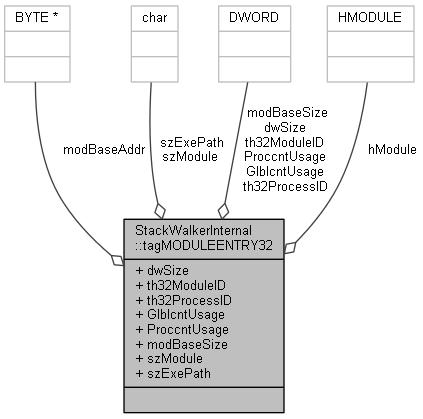 BYTE *
char
DWORD
HMODULE
modBaseAddr
szExePath
szModule
modBaseSize
dwSize
th32ModuleID
ProccntUsage
GlblcntUsage
th32ProcessID
hModule
StackWalkerInternal
::tagMODULEENTRY32
+ dwSize
+ th32ModuleID
+ th32ProcessID
+ GlblcntUsage
+ ProccntUsage
+ modBaseSize
+ szModule
+ szExePath